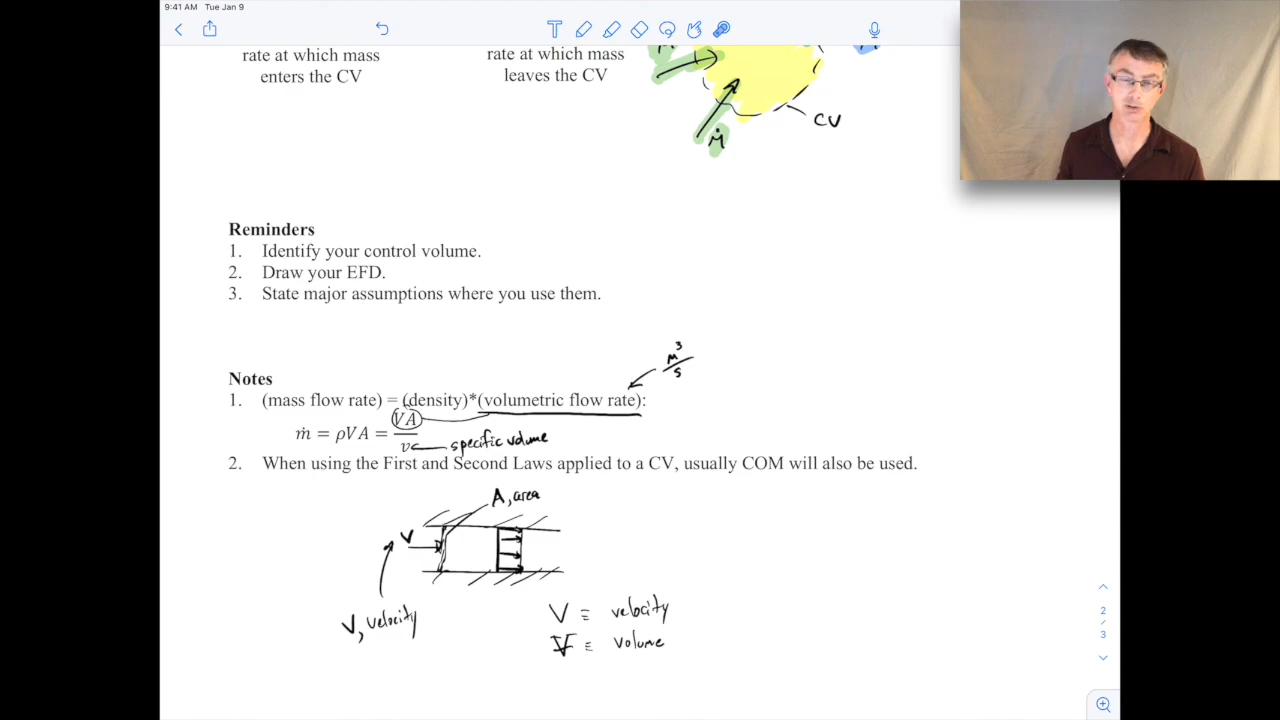 9:41 AM Tue Jan 9
rate at which mass
enters the CV
rate at which mass
leaves the CV
CV
ṁ
Reminders
1. Identify your control volume.
2. Draw your EFD.
3. State major assumptions where you use them.
m³/s
Notes
1. (mass flow rate) = (density)*(volumetric flow rate):
ṁ = ρVA = VA/v
specific volume
2. When using the First and Second Laws applied to a CV, usually COM will also be used.
A, area
V
V, velocity
V ≡ velocity
V̶ ≡ volume
2
/
3